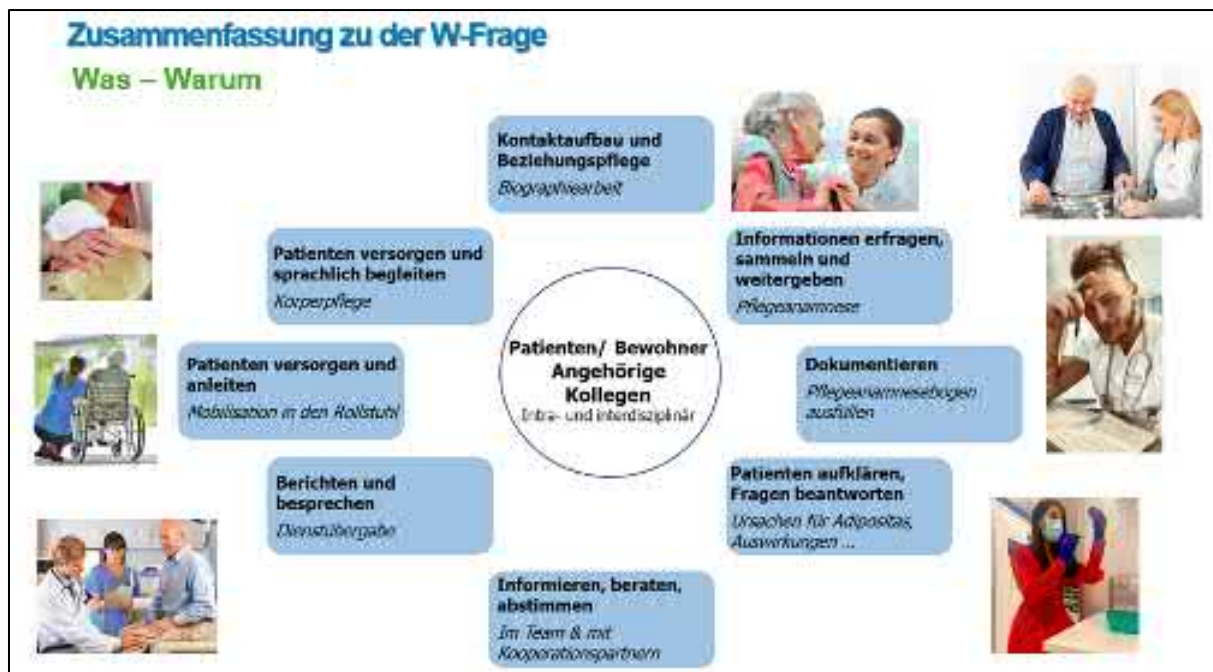 Zusammenfassung zu der W-Frage
Was – Warum
Kontaktaufbau und
Beziehungspflege
Biographiearbeit
Informationen erfragen,
sammeln und
weitergeben
Pflegeanamnese
Dokumentieren
Pflegeanamnesebogen
ausfüllen
Patienten aufklären,
Fragen beantworten
Ursachen für Adipositas,
Auswirkungen ...
Informieren, beraten,
abstimmen
Im Team & mit
Kooperationspartnern
Berichten und
besprechen
Dienstübergabe
Patienten versorgen und
anleiten
Mobilisation in den Rollstuhl
Patienten versorgen und
sprachlich begleiten
Körperpflege
Patienten/ Bewohner
Angehörige
Kollegen
Intra- und interdisziplinär